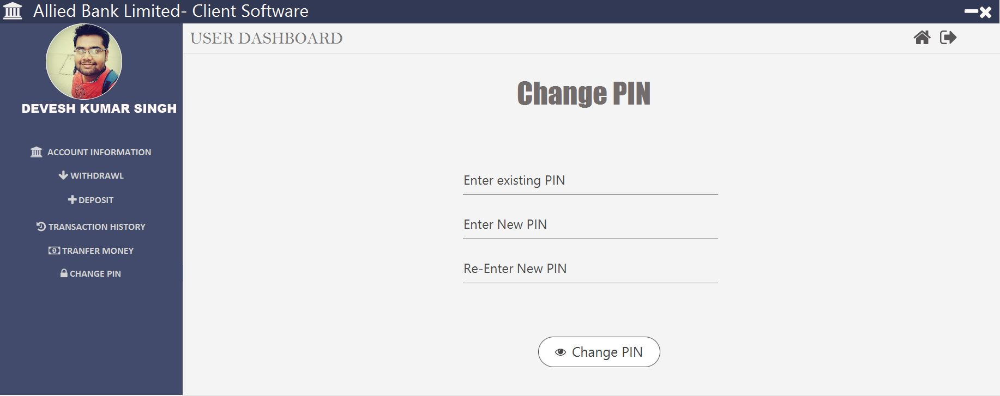 Allied Bank Limited- Client Software
USER DASHBOARD
DEVESH KUMAR SINGH
ACCOUNT INFORMATION
WITHDRAWL
DEPOSIT
TRANSACTION HISTORY
TRANFER MONEY
CHANGE PIN
Change PIN
Enter existing PIN
Enter New PIN
Re-Enter New PIN
Change PIN